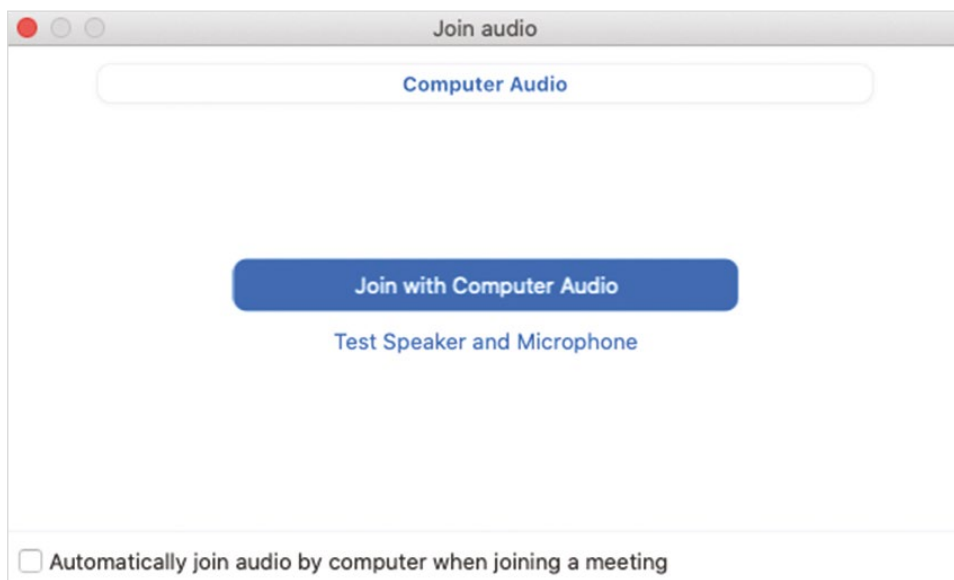 Join audio
Computer Audio
Join with Computer Audio
Test Speaker and Microphone
Automatically join audio by computer when joining a meeting